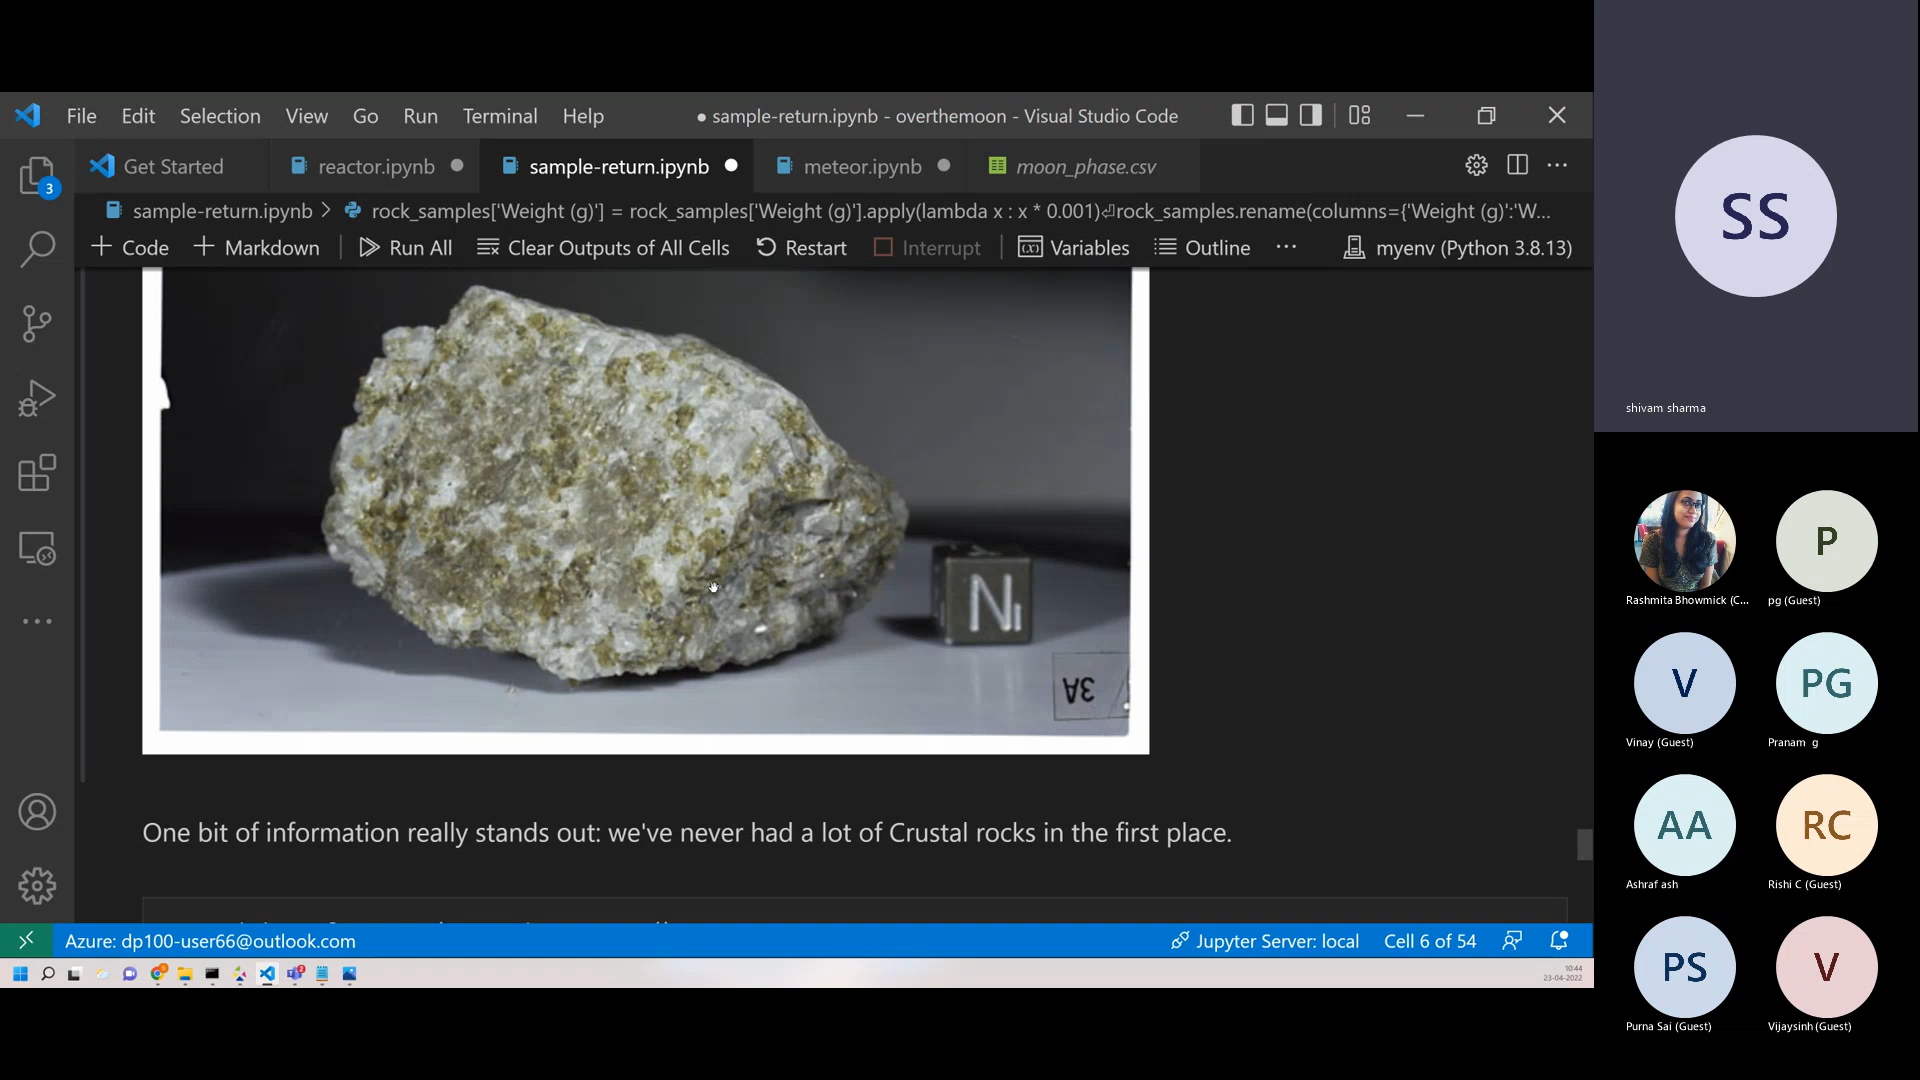 File Edit Selection View Go Run Terminal Help
● sample-return.ipynb - overthemoon - Visual Studio Code
Get Started
reactor.ipynb
sample-return.ipynb
meteor.ipynb
moon_phase.csv
sample-return.ipynb > rock_samples['Weight (g)'] = rock_samples['Weight (g)'].apply(lambda x : x * 0.001)⏎rock_samples.rename(columns={'Weight (g)':'W...
+ Code + Markdown Run All Clear Outputs of All Cells Restart Interrupt Variables Outline ... myenv (Python 3.8.13)
3
N
3A
One bit of information really stands out: we've never had a lot of Crustal rocks in the first place.
Azure: dp100-user66@outlook.com
Jupyter Server: local Cell 6 of 54
10:44
23-04-2022
SS
shivam sharma
Rashmita Bhowmick (C...
P
pg (Guest)
V
Vinay (Guest)
PG
Pranam g
AA
Ashraf ash
RC
Rishi C (Guest)
PS
Purna Sai (Guest)
V
Vijaysinh (Guest)